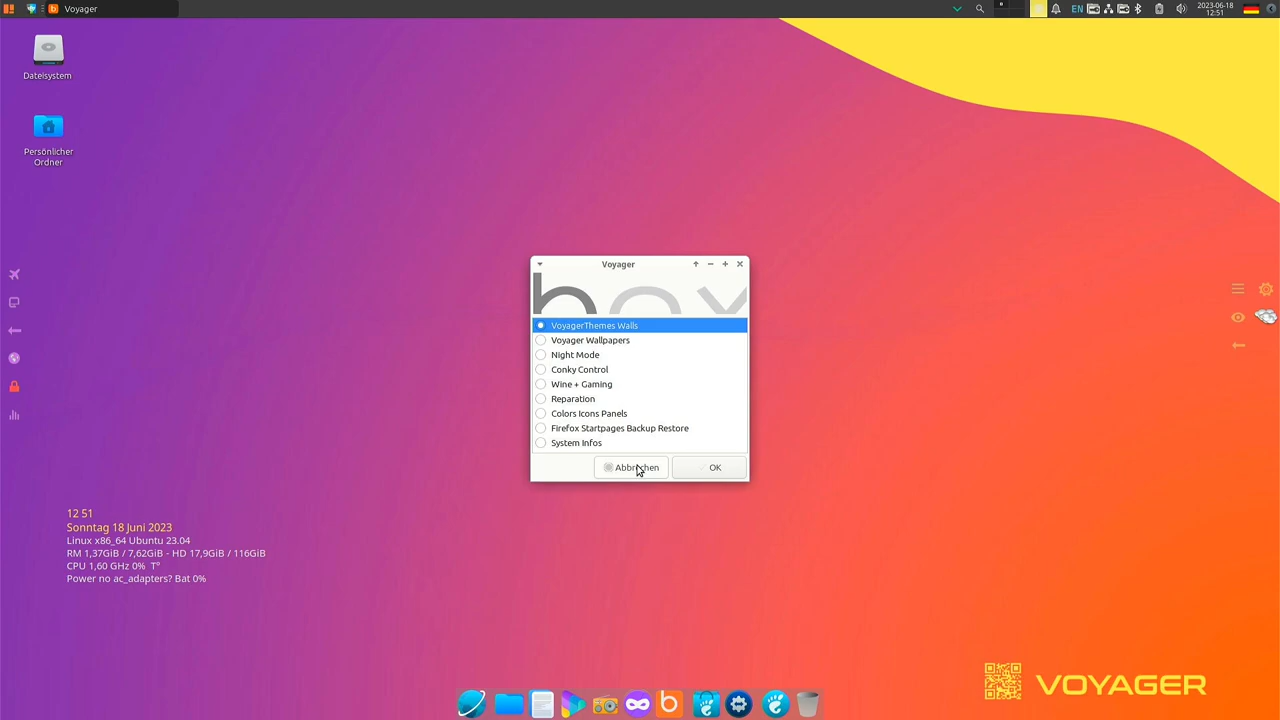 Voyager
EN
2023-06-18
12:51
Dateisystem
Persönlicher
Ordner
Voyager
box
VoyagerThemes Walls
Voyager Wallpapers
Night Mode
Conky Control
Wine + Gaming
Reparation
Colors Icons Panels
Firefox Startpages Backup Restore
System Infos
Abbrechen
OK
12 51
Sonntag 18 Juni 2023
Linux x86_64 Ubuntu 23.04
RM 1,37GiB / 7,62GiB - HD 17,9GiB / 116GiB
CPU 1,60 GHz 0% T°
Power no ac_adapters? Bat 0%
VOYAGER